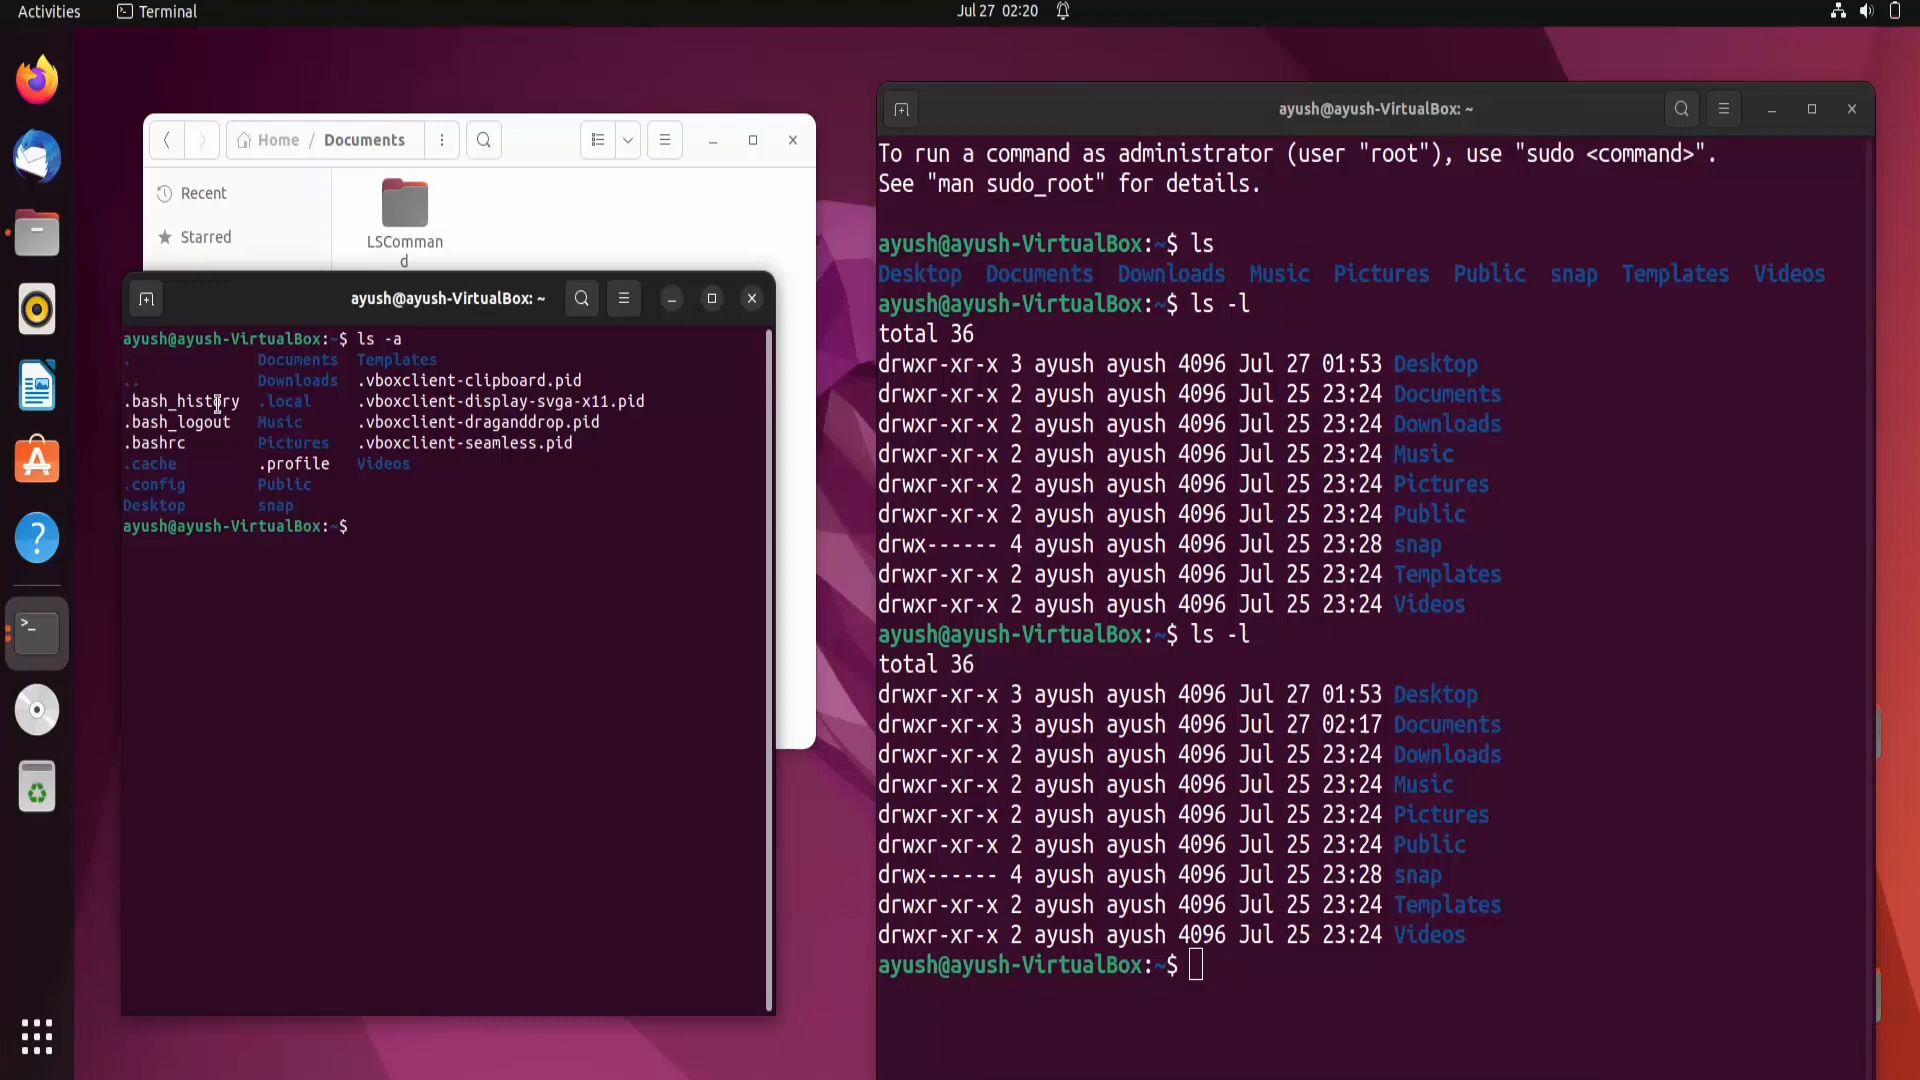 Activities
Terminal
Jul 27 02:20
Home / Documents
Recent
Starred
LSComman
d
ayush@ayush-VirtualBox: ~
ayush@ayush-VirtualBox:~$ ls -a
. Documents Templates
.. Downloads .vboxclient-clipboard.pid
.bash_history .local .vboxclient-display-svga-x11.pid
.bash_logout Music .vboxclient-draganddrop.pid
.bashrc Pictures .vboxclient-seamless.pid
.cache .profile Videos
.config Public
Desktop snap
ayush@ayush-VirtualBox:~$
ayush@ayush-VirtualBox: ~
To run a command as administrator (user "root"), use "sudo <command>".
See "man sudo_root" for details.
ayush@ayush-VirtualBox:~$ ls
Desktop Documents Downloads Music Pictures Public snap Templates Videos
ayush@ayush-VirtualBox:~$ ls -l
total 36
drwxr-xr-x 3 ayush ayush 4096 Jul 27 01:53 Desktop
drwxr-xr-x 2 ayush ayush 4096 Jul 25 23:24 Documents
drwxr-xr-x 2 ayush ayush 4096 Jul 25 23:24 Downloads
drwxr-xr-x 2 ayush ayush 4096 Jul 25 23:24 Music
drwxr-xr-x 2 ayush ayush 4096 Jul 25 23:24 Pictures
drwxr-xr-x 2 ayush ayush 4096 Jul 25 23:24 Public
drwx------ 4 ayush ayush 4096 Jul 25 23:28 snap
drwxr-xr-x 2 ayush ayush 4096 Jul 25 23:24 Templates
drwxr-xr-x 2 ayush ayush 4096 Jul 25 23:24 Videos
ayush@ayush-VirtualBox:~$ ls -l
total 36
drwxr-xr-x 3 ayush ayush 4096 Jul 27 01:53 Desktop
drwxr-xr-x 3 ayush ayush 4096 Jul 27 02:17 Documents
drwxr-xr-x 2 ayush ayush 4096 Jul 25 23:24 Downloads
drwxr-xr-x 2 ayush ayush 4096 Jul 25 23:24 Music
drwxr-xr-x 2 ayush ayush 4096 Jul 25 23:24 Pictures
drwxr-xr-x 2 ayush ayush 4096 Jul 25 23:24 Public
drwx------ 4 ayush ayush 4096 Jul 25 23:28 snap
drwxr-xr-x 2 ayush ayush 4096 Jul 25 23:24 Templates
drwxr-xr-x 2 ayush ayush 4096 Jul 25 23:24 Videos
ayush@ayush-VirtualBox:~$